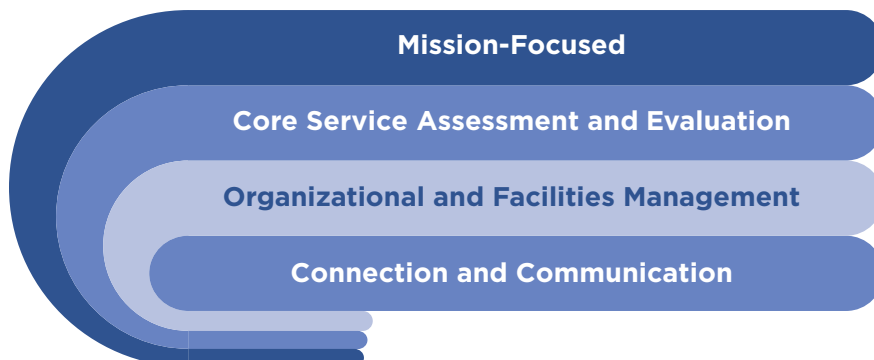 Mission-Focused
Core Service Assessment and Evaluation
Organizational and Facilities Management
Connection and Communication